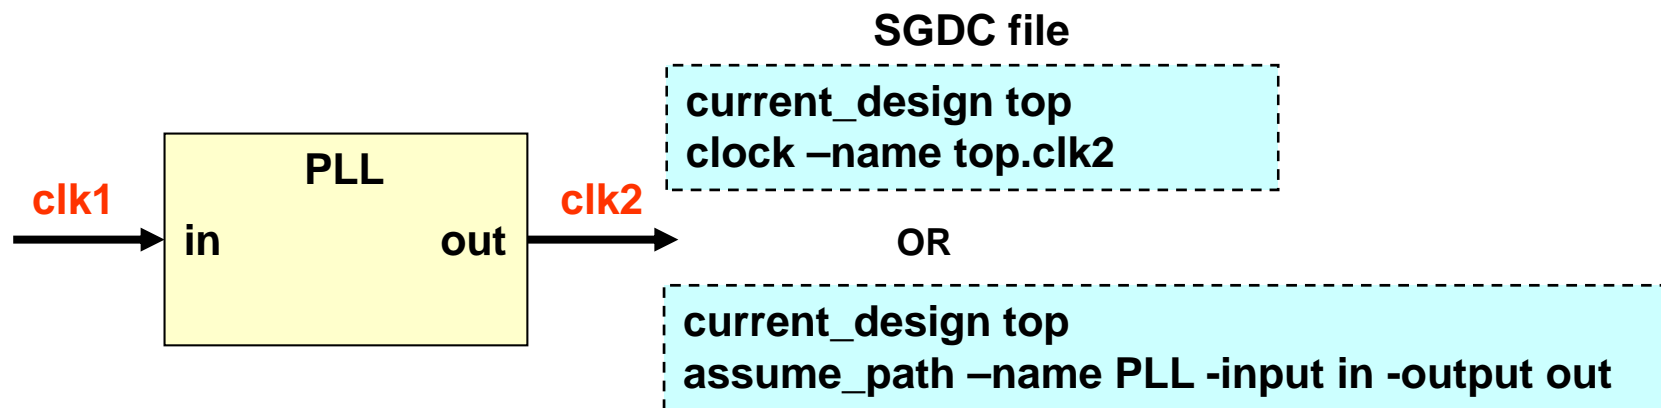 SGDC file
current_design top
clock –name top.clk2
PLL
clk1
clk2
in
out
OR
current_design top
assume_path –name PLL -input in -output out